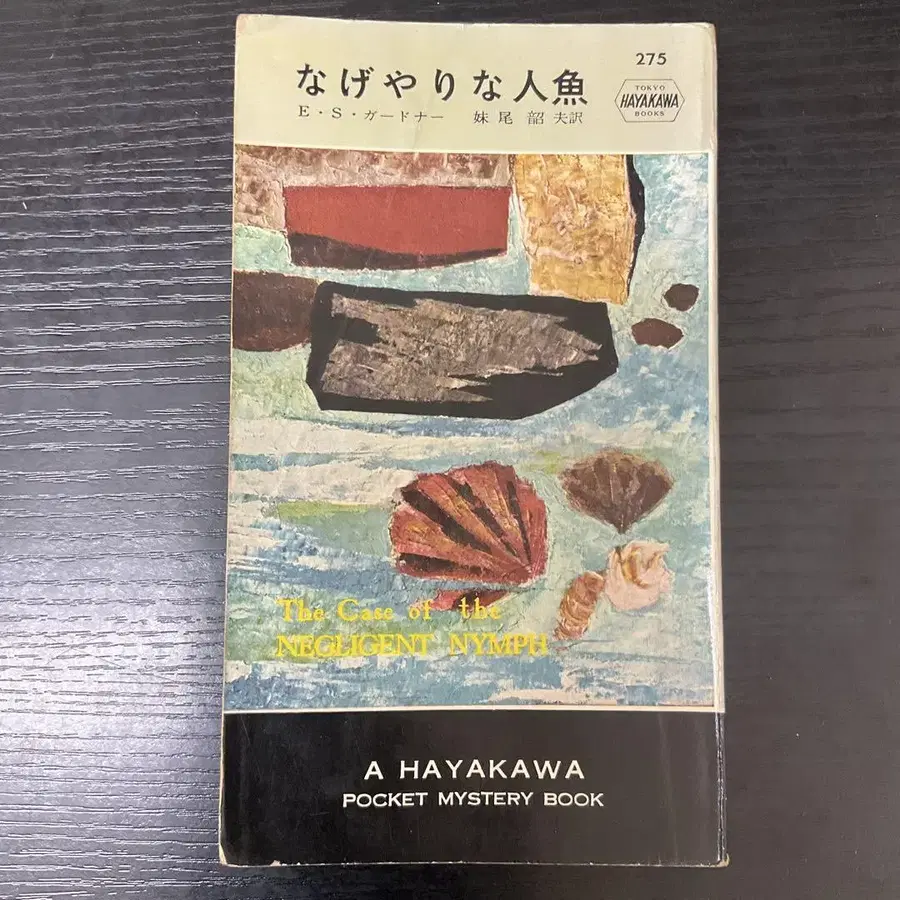 275
なげやりな人魚
E・S・ガードナー 妹尾韶夫訳
TOKYO
HAYAKAWA
BOOKS
The Case of the
NEGLIGENT NYMPH
A HAYAKAWA
POCKET MYSTERY BOOK